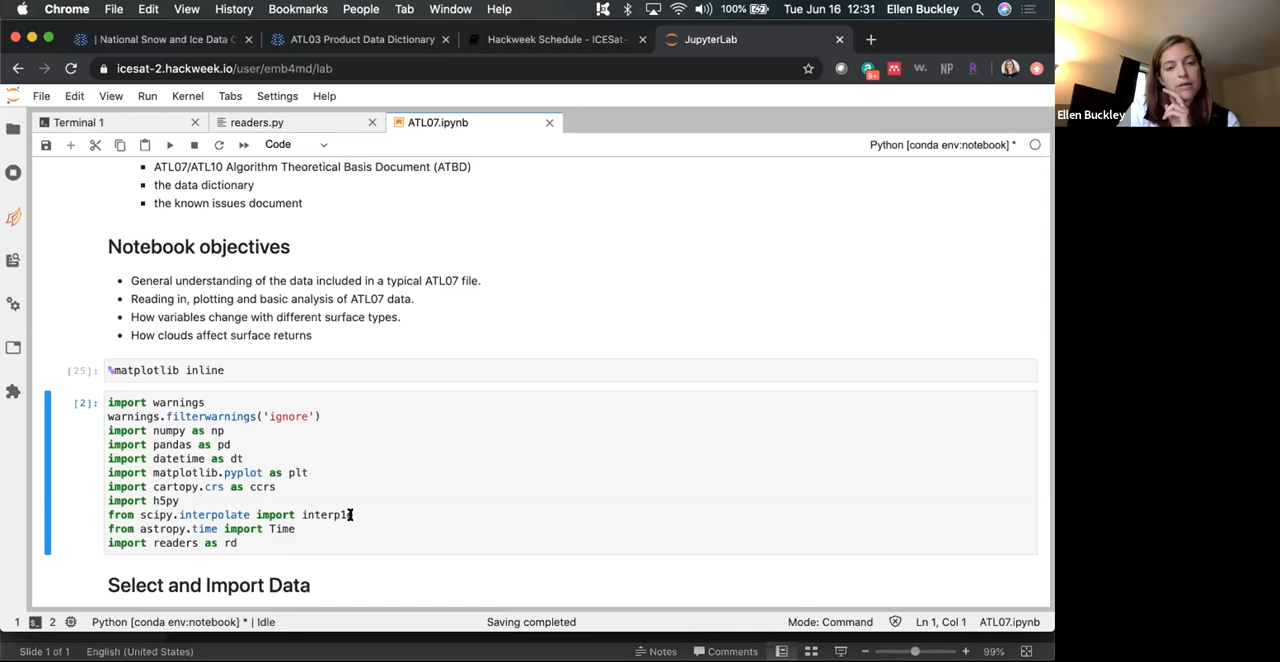 Chrome File Edit View History Bookmarks People Tab Window Help 100% Tue Jun 16 12:31 Ellen Buckley
| National Snow and Ice Data C ATL03 Product Data Dictionary Hackweek Schedule - ICESat- JupyterLab
icesat-2.hackweek.io/user/emb4md/lab 9+ w. NP R
File Edit View Run Kernel Tabs Settings Help
Ellen Buckley
Terminal 1 readers.py ATL07.ipynb
Code Python [conda env:notebook] *
ATL07/ATL10 Algorithm Theoretical Basis Document (ATBD)
the data dictionary
the known issues document
Notebook objectives
General understanding of the data included in a typical ATL07 file.
Reading in, plotting and basic analysis of ATL07 data.
How variables change with different surface types.
How clouds affect surface returns
[25]: %matplotlib inline
[2]: import warnings
warnings.filterwarnings('ignore')
import numpy as np
import pandas as pd
import datetime as dt
import matplotlib.pyplot as plt
import cartopy.crs as ccrs
import h5py
from scipy.interpolate import interp1d
from astropy.time import Time
import readers as rd
Select and Import Data
1 2 Python [conda env:notebook] * | Idle Saving completed Mode: Command Ln 1, Col 1 ATL07.ipynb
Slide 1 of 1 English (United States) Notes Comments 99%